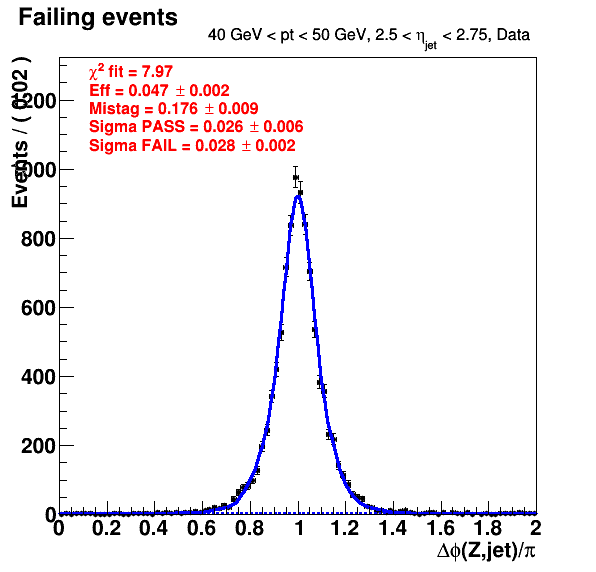 Failing events
40 GeV < pt < 50 GeV, 2.5 < η_jet < 2.75, Data
χ² fit = 7.97
Eff = 0.047 ± 0.002
Mistag = 0.176 ± 0.009
Sigma PASS = 0.026 ± 0.006
Sigma FAIL = 0.028 ± 0.002
Events / ( 0.02 )
1200
1000
800
600
400
200
0
0 0.2 0.4 0.6 0.8 1 1.2 1.4 1.6 1.8 2
Δϕ(Z,jet)/π